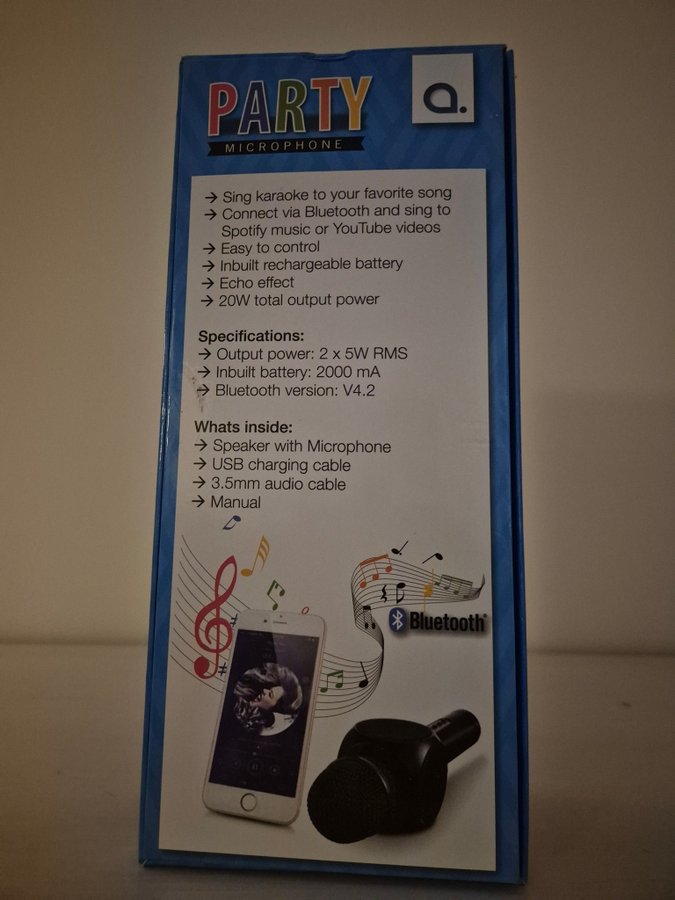 PARTY
a.
MICROPHONE
→ Sing karaoke to your favorite song
→ Connect via Bluetooth and sing to
Spotify music or YouTube videos
→ Easy to control
→ Inbuilt rechargeable battery
→ Echo effect
→ 20W total output power
Specifications:
→ Output power: 2 x 5W RMS
→ Inbuilt battery: 2000 mA
→ Bluetooth version: V4.2
Whats inside:
→ Speaker with Microphone
→ USB charging cable
→ 3.5mm audio cable
→ Manual
Bluetooth®